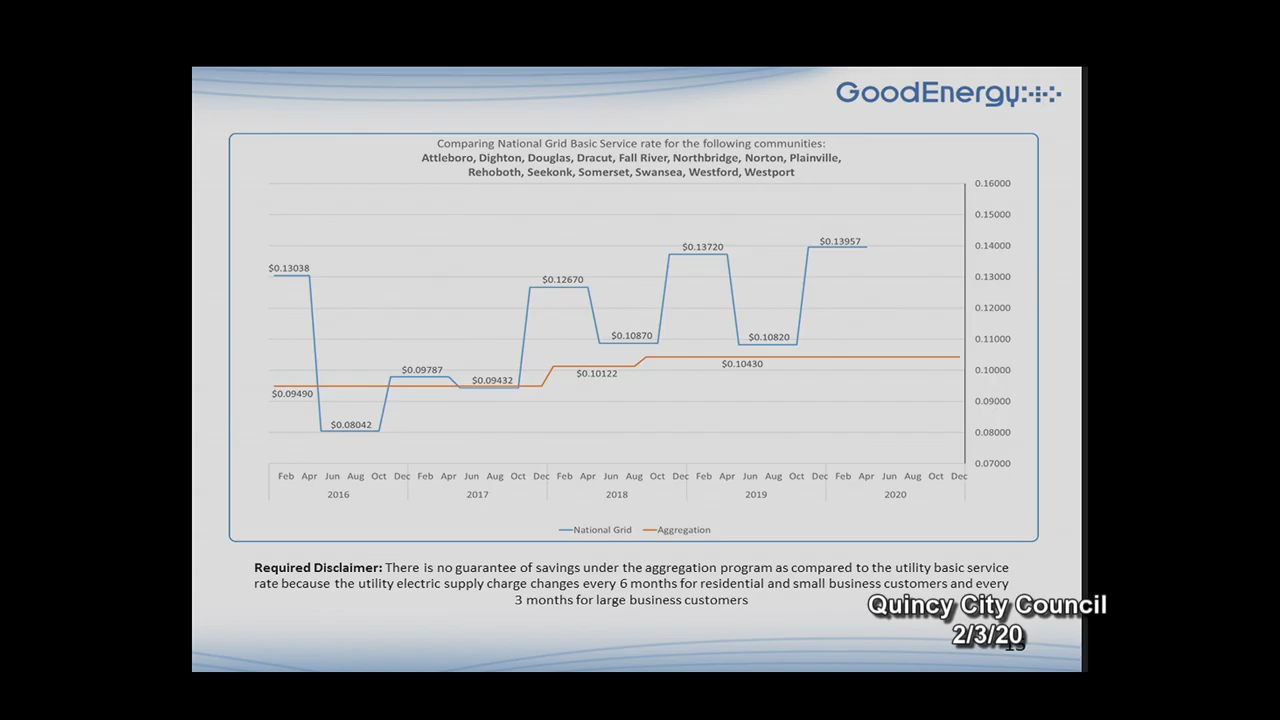 GoodEnergy
Comparing National Grid Basic Service rate for the following communities:
Attleboro, Dighton, Douglas, Dracut, Fall River, Northbridge, Norton, Plainville,
Rehoboth, Seekonk, Somerset, Swansea, Westford, Westport
0.16000
0.15000
0.14000
0.13000
0.12000
0.11000
0.10000
0.09000
0.08000
0.07000
$0.13038
$0.09490
$0.08042
$0.09787
$0.09432
$0.12670
$0.10122
$0.10870
$0.13720
$0.10430
$0.10820
$0.13957
Feb Apr Jun Aug Oct Dec Feb Apr Jun Aug Oct Dec Feb Apr Jun Aug Oct Dec Feb Apr Jun Aug Oct Dec Feb Apr Jun Aug Oct Dec
2016 2017 2018 2019 2020
National Grid Aggregation
Required Disclaimer: There is no guarantee of savings under the aggregation program as compared to the utility basic service
rate because the utility electric supply charge changes every 6 months for residential and small business customers and every
3 months for large business customers
Quincy City Council
2/3/20